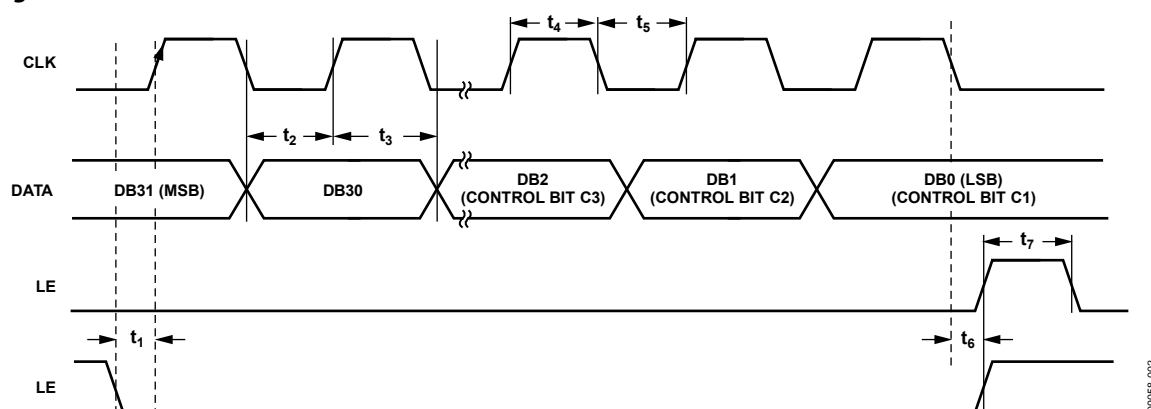 CLK
t4
t5
t2
t3
DATA
DB31 (MSB)
DB30
DB2
(CONTROL BIT C3)
DB1
(CONTROL BIT C2)
DB0 (LSB)
(CONTROL BIT C1)
t7
LE
t1
t6
LE